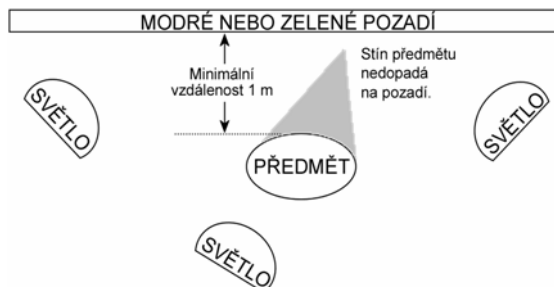 MODRÉ NEBO ZELENÉ POZADÍ
Minimální
vzdálenost 1 m
Stín předmětu
nedopadá
na pozadí.
SVĚTLO
SVĚTLO
PŘEDMĚT
SVĚTLO